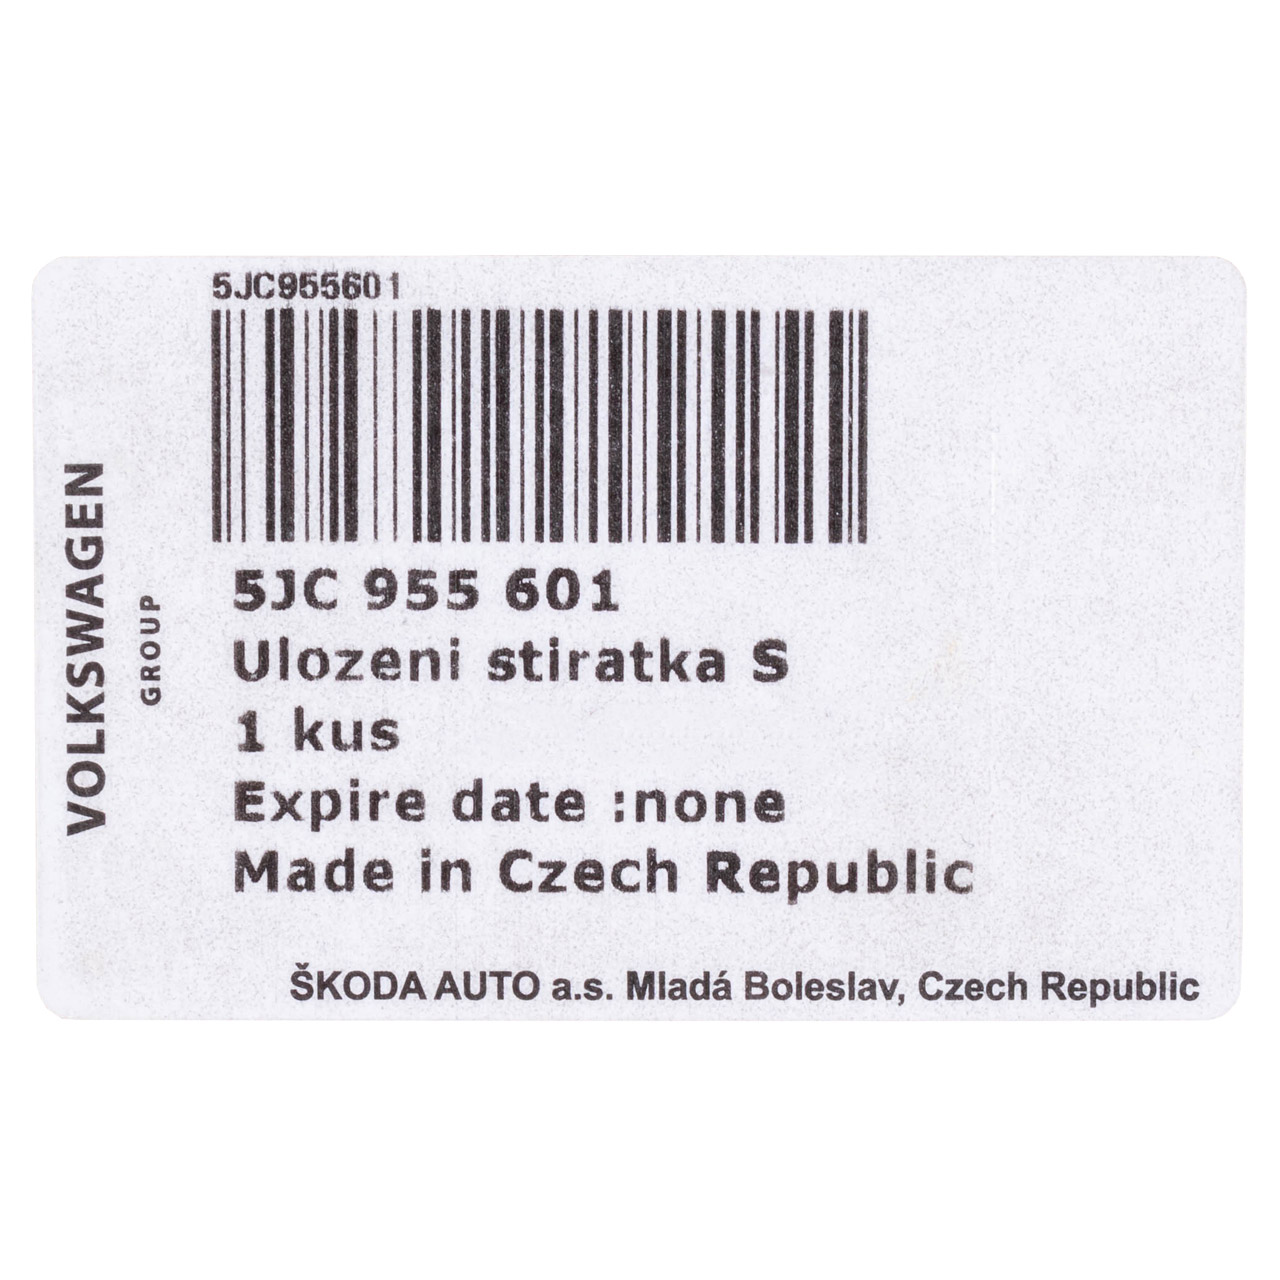 5JC955601
VOLKSWAGEN
GROUP
5JC 955 601
Ulozeni stiratka S
1 kus
Expire date :none
Made in Czech Republic
ŠKODA AUTO a.s. Mladá Boleslav, Czech Republic